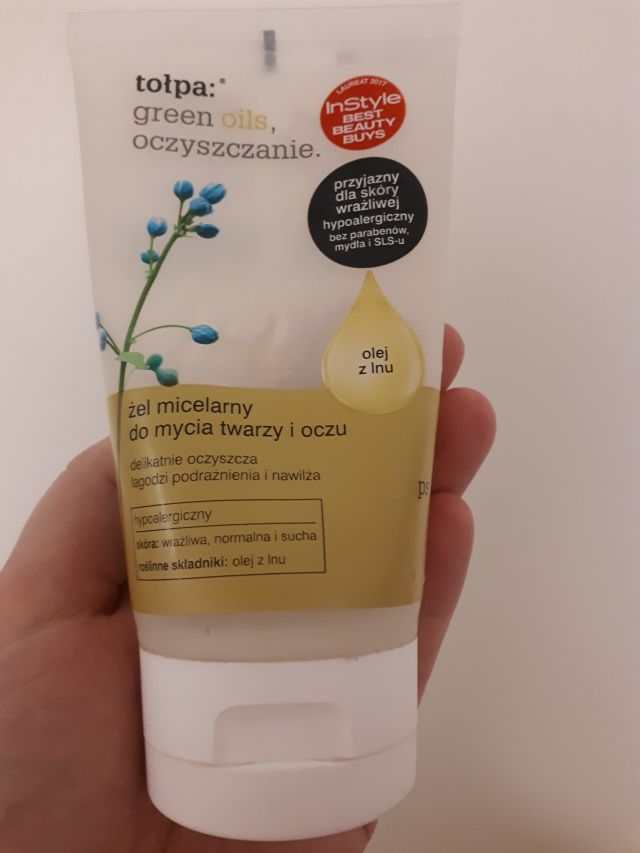 tołpa:®
green oils,
oczyszczanie.
LAUREAT 2017
InStyle
BEST
BEAUTY
BUYS
przyjazny
dla skóry
wrażliwej
hypoalergiczny
bez parabenów,
mydła i SLS-u
olej
z lnu
żel micelarny
do mycia twarzy i oczu
delikatnie oczyszcza
łagodzi podrażnienia i nawilża
hypoalergiczny
skóra: wrażliwa, normalna i sucha
roślinne składniki: olej z lnu